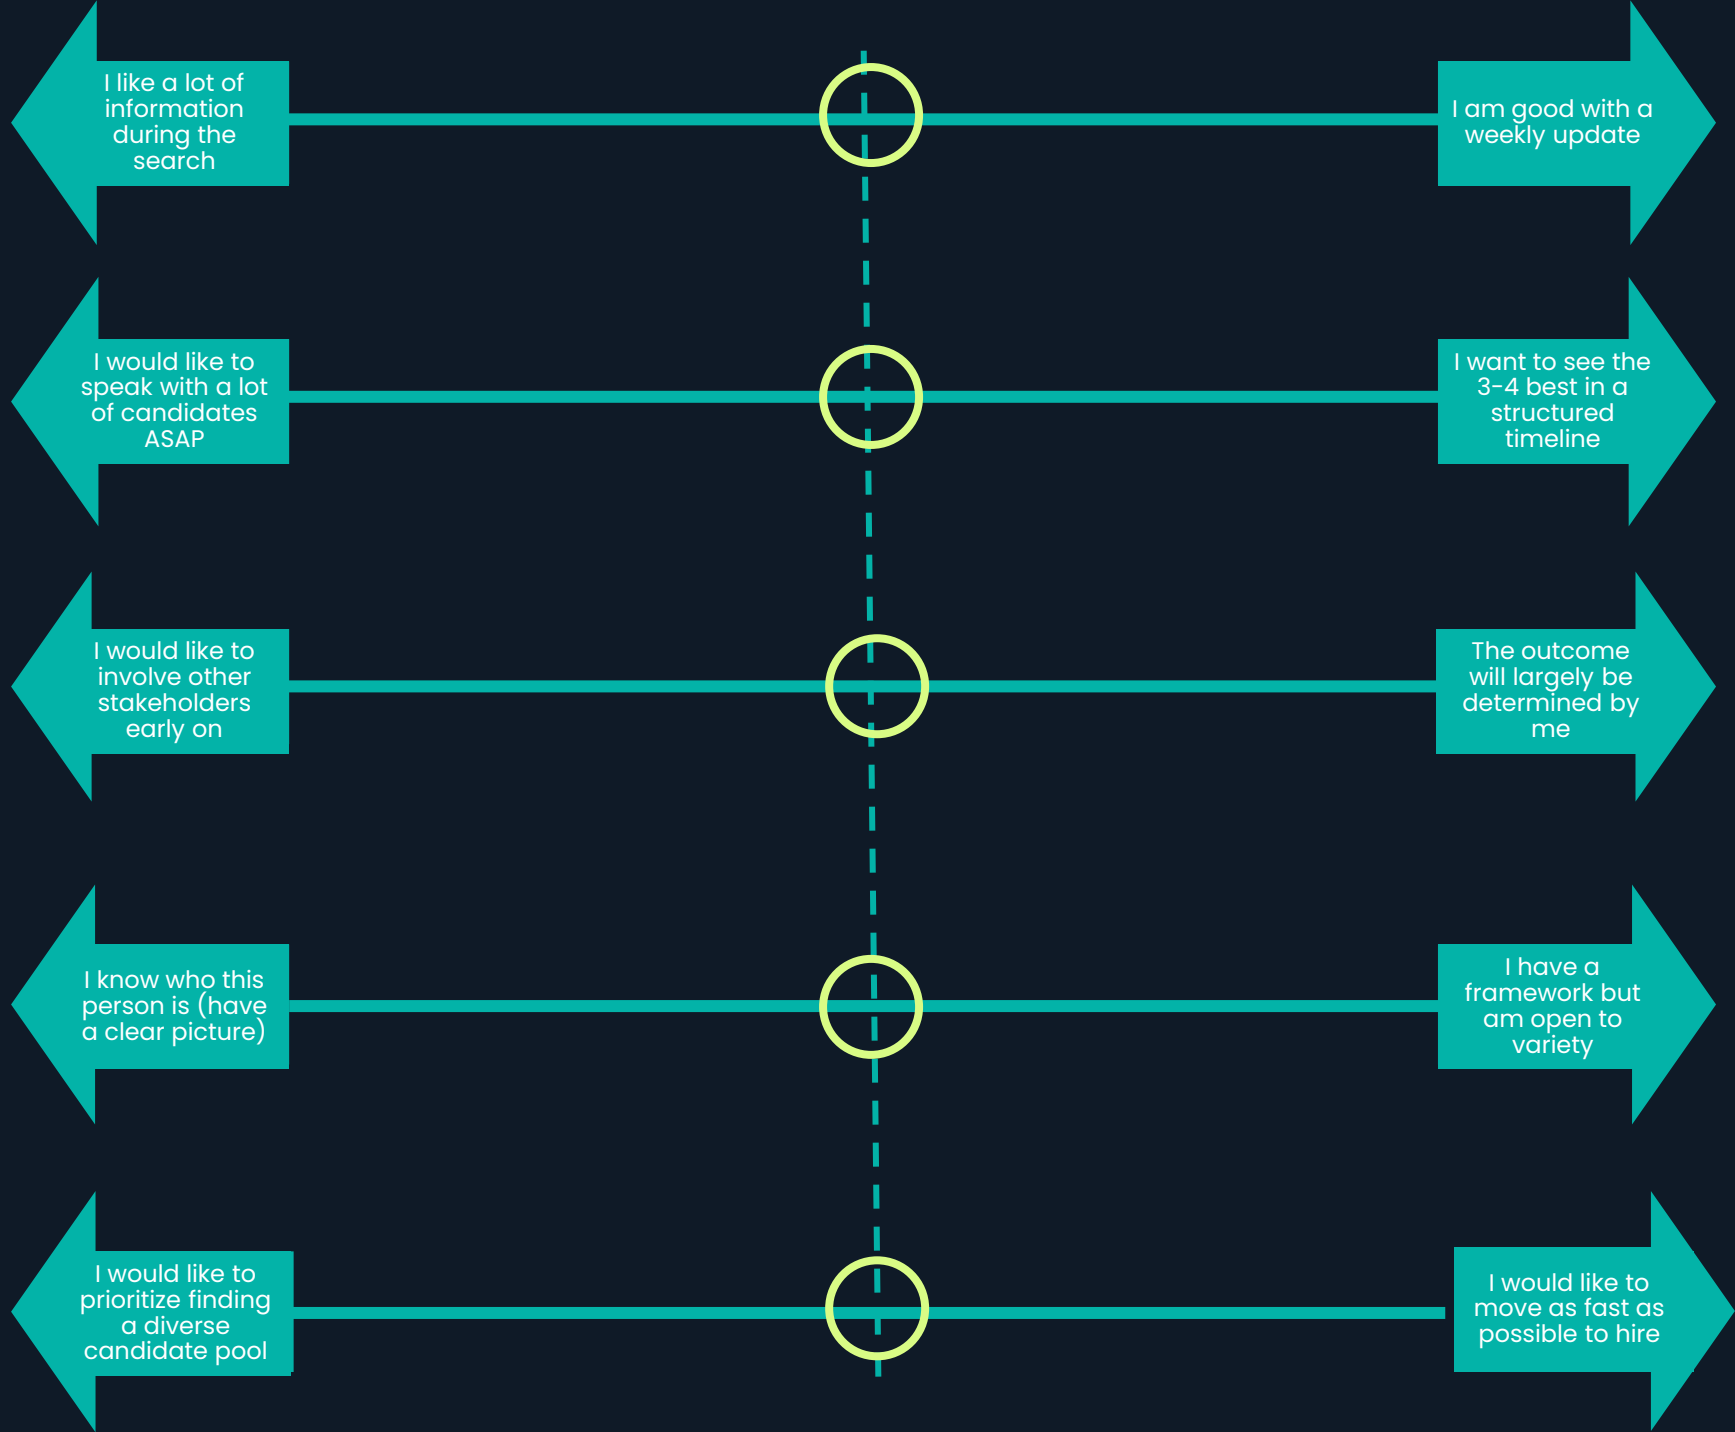 I like a lot of
information
during the
search
I am good with a
weekly update
I would like to
speak with a lot
of candidates
ASAP
I want to see the
3-4 best in a
structured
timeline
I would like to
involve other
stakeholders
early on
The outcome
will largely be
determined by
me
I know who this
person is (have
a clear picture)
I have a
framework but
am open to
variety
I would like to
prioritize finding
a diverse
candidate pool
I would like to
move as fast as
possible to hire